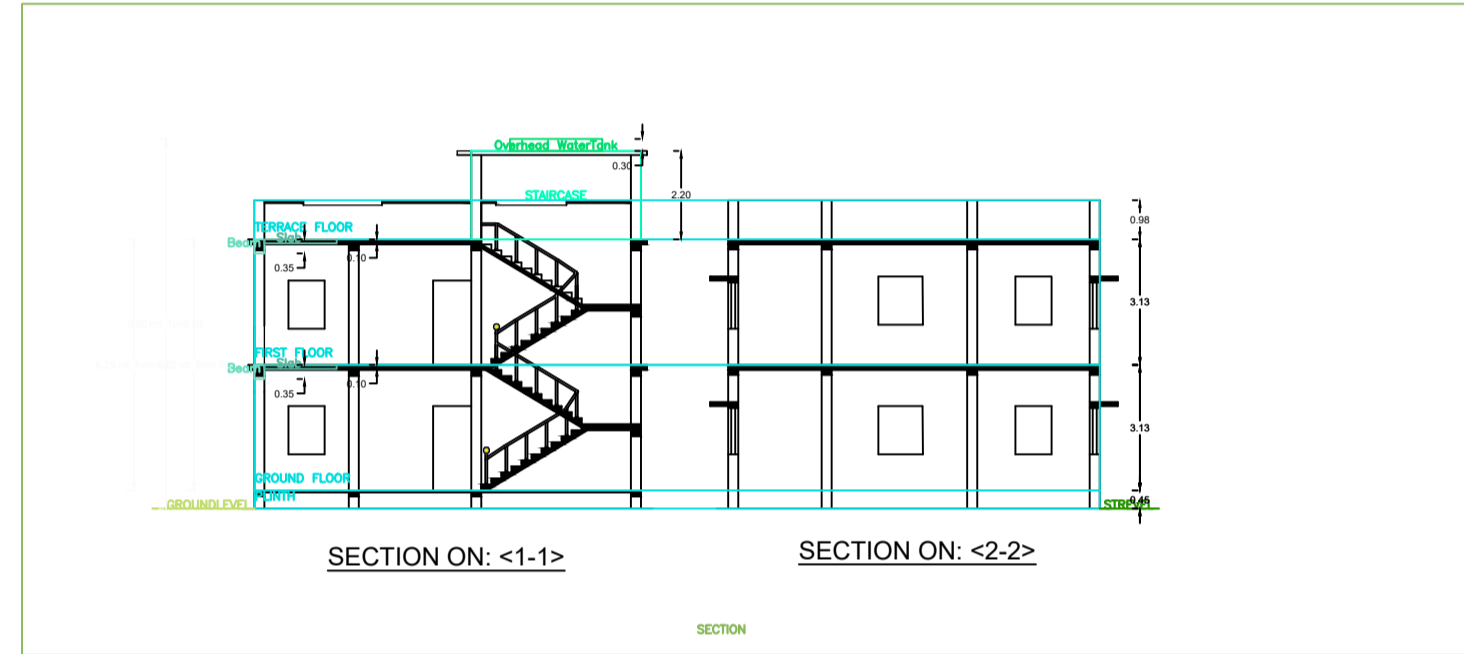 Overhead WaterTank
0.30
2.20
STAIRCASE
0.98
TERRACE FLOOR
Slab
Beam
0.10
0.35
3.13
FIRST FLOOR
Slab
Beam
0.10
0.35
3.13
GROUND FLOOR
PLINTH
0.45
GROUNDLEVEL
SECTION ON: <1-1>
SECTION ON: <2-2>
SECTION